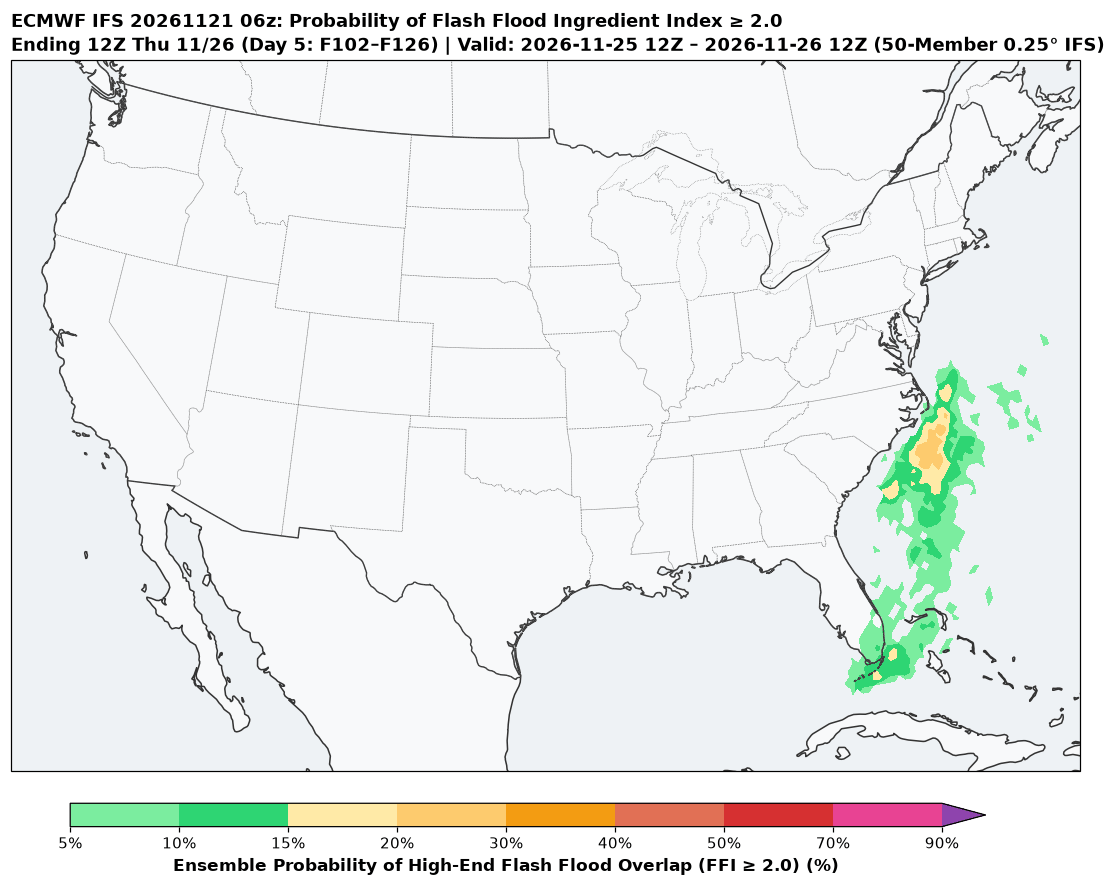 ECMWF IFS 20261121 06z: Probability of Flash Flood Ingredient Index ≥ 2.0
Ending 12Z Thu 11/26 (Day 5: F102–F126) | Valid: 2026-11-25 12Z – 2026-11-26 12Z (50-Member 0.25° IFS)
5% 10% 15% 20% 30% 40% 50% 70% 90%
Ensemble Probability of High-End Flash Flood Overlap (FFI ≥ 2.0) (%)